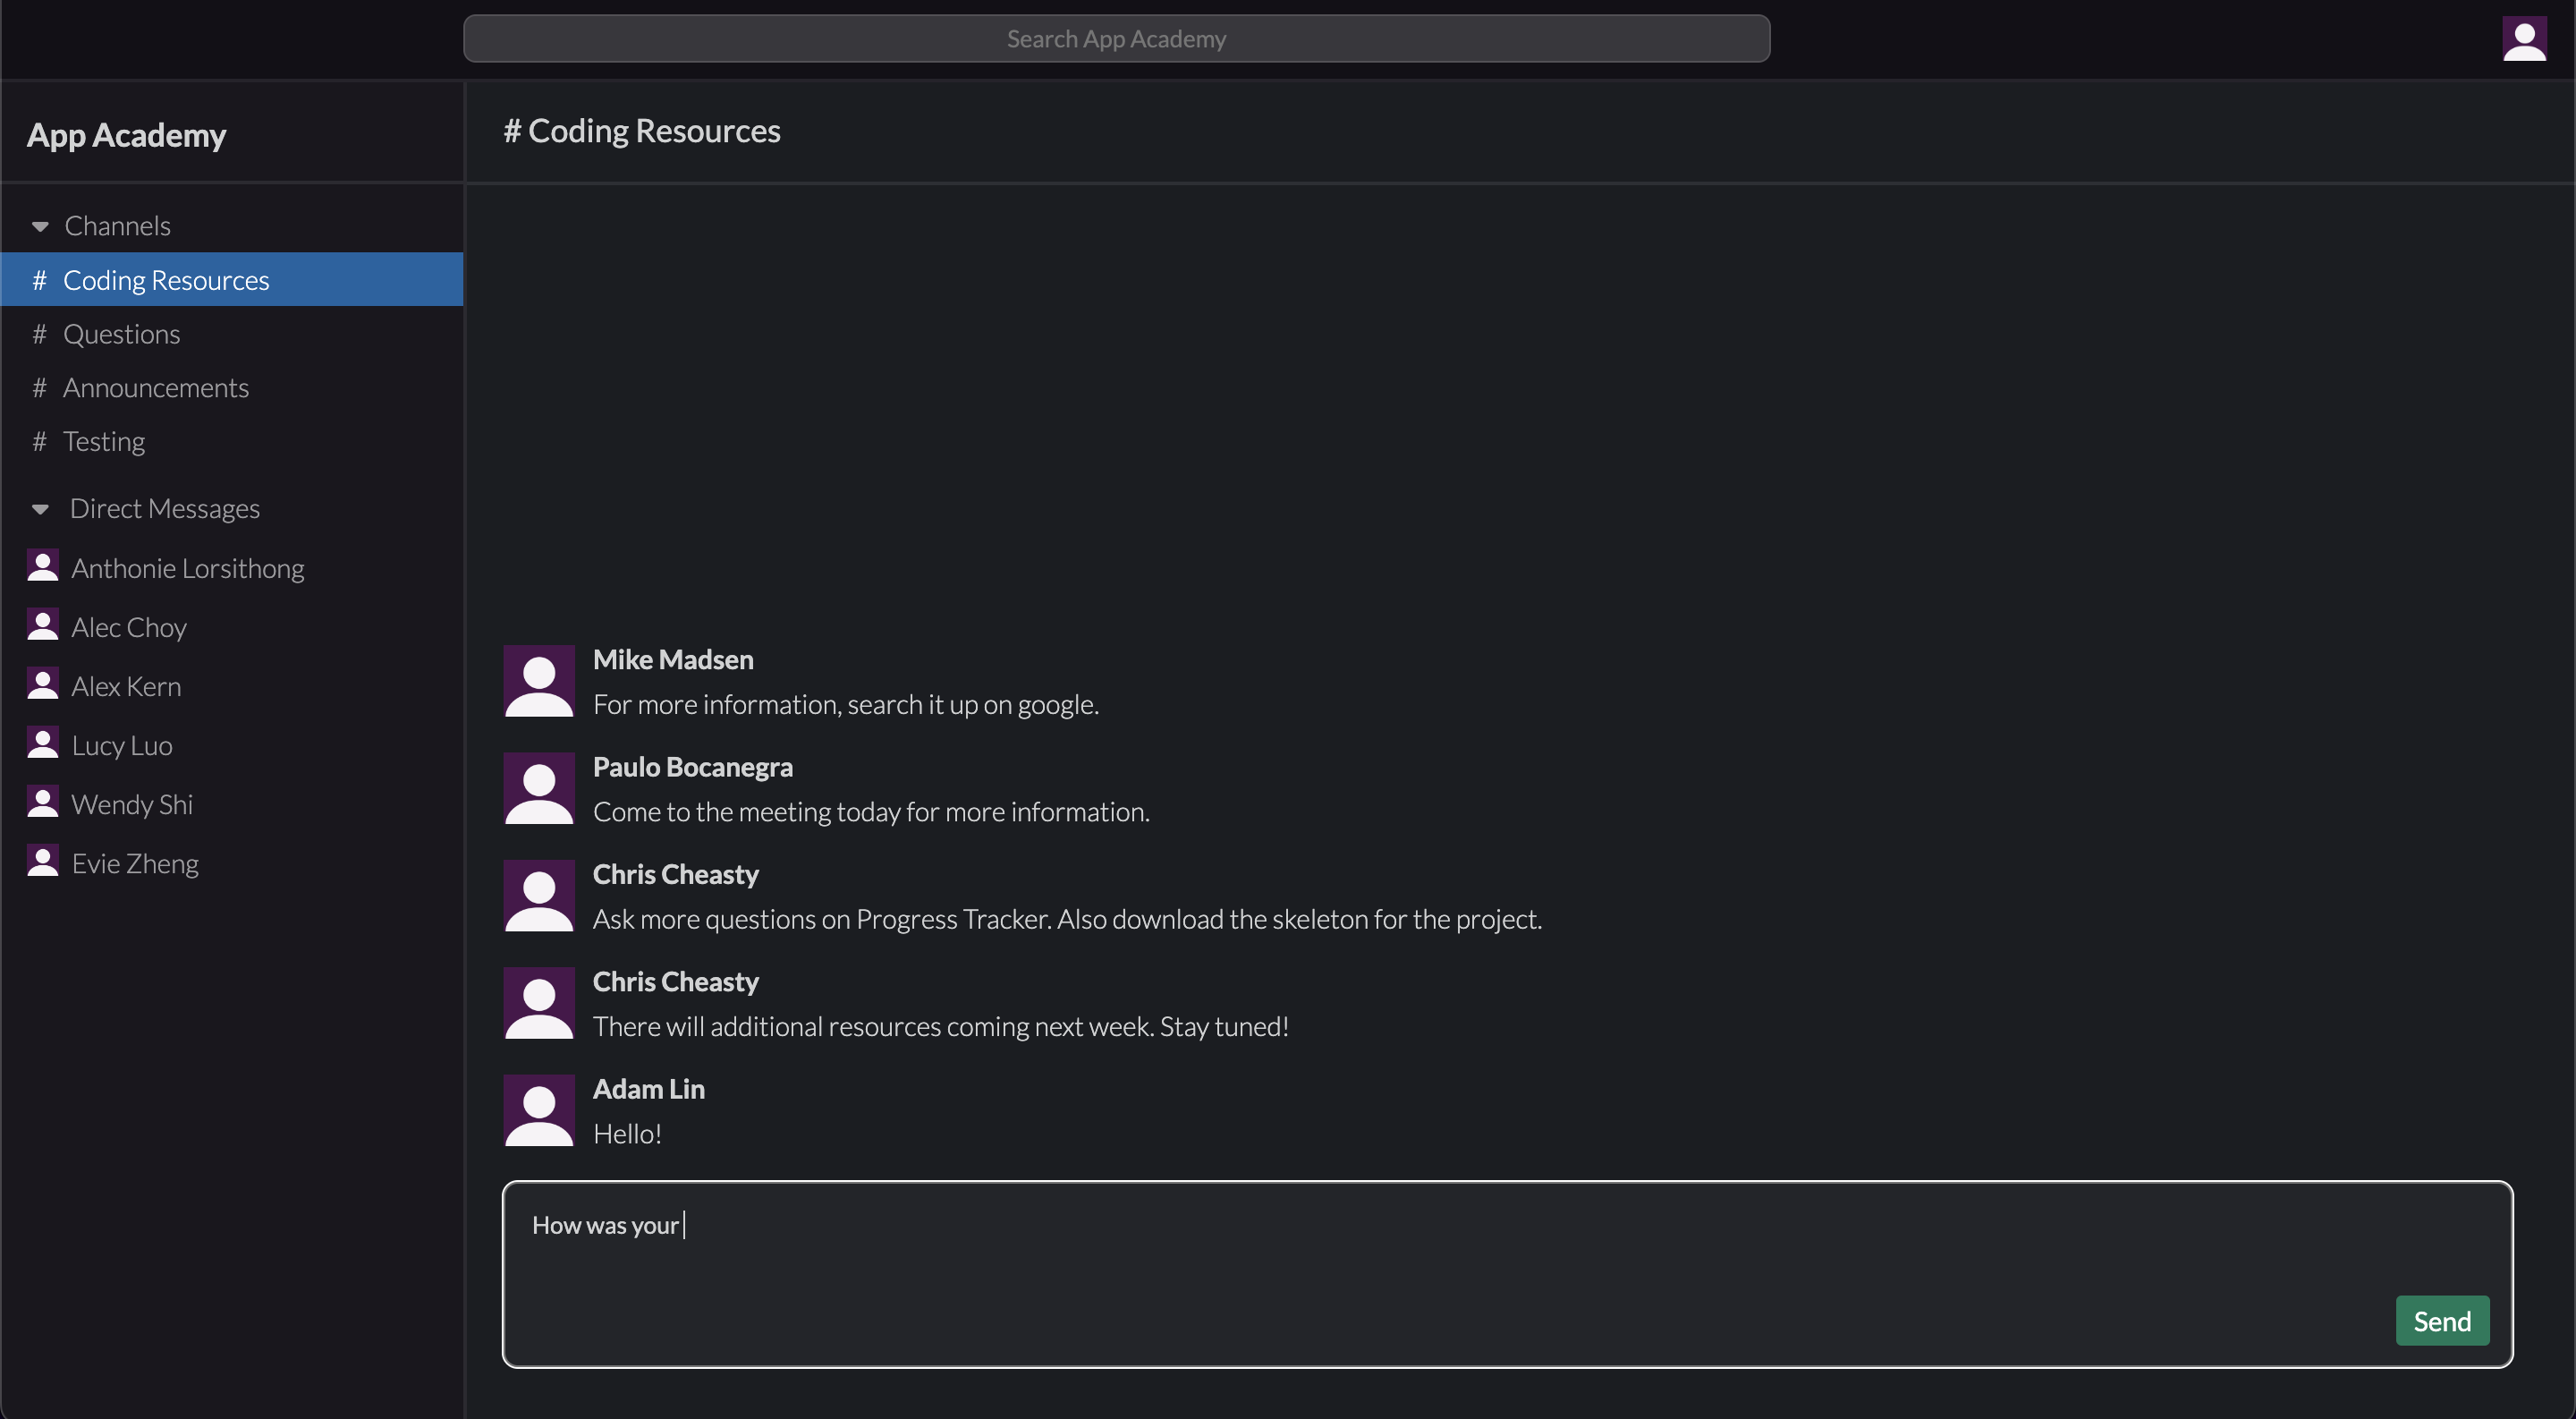 Search App Academy
App Academy
Channels
# Coding Resources
# Questions
# Announcements
# Testing
Direct Messages
Anthonie Lorsithong
Alec Choy
Alex Kern
Lucy Luo
Wendy Shi
Evie Zheng
# Coding Resources
Mike Madsen
For more information, search it up on google.
Paulo Bocanegra
Come to the meeting today for more information.
Chris Cheasty
Ask more questions on Progress Tracker. Also download the skeleton for the project.
Chris Cheasty
There will additional resources coming next week. Stay tuned!
Adam Lin
Hello!
How was your
Send